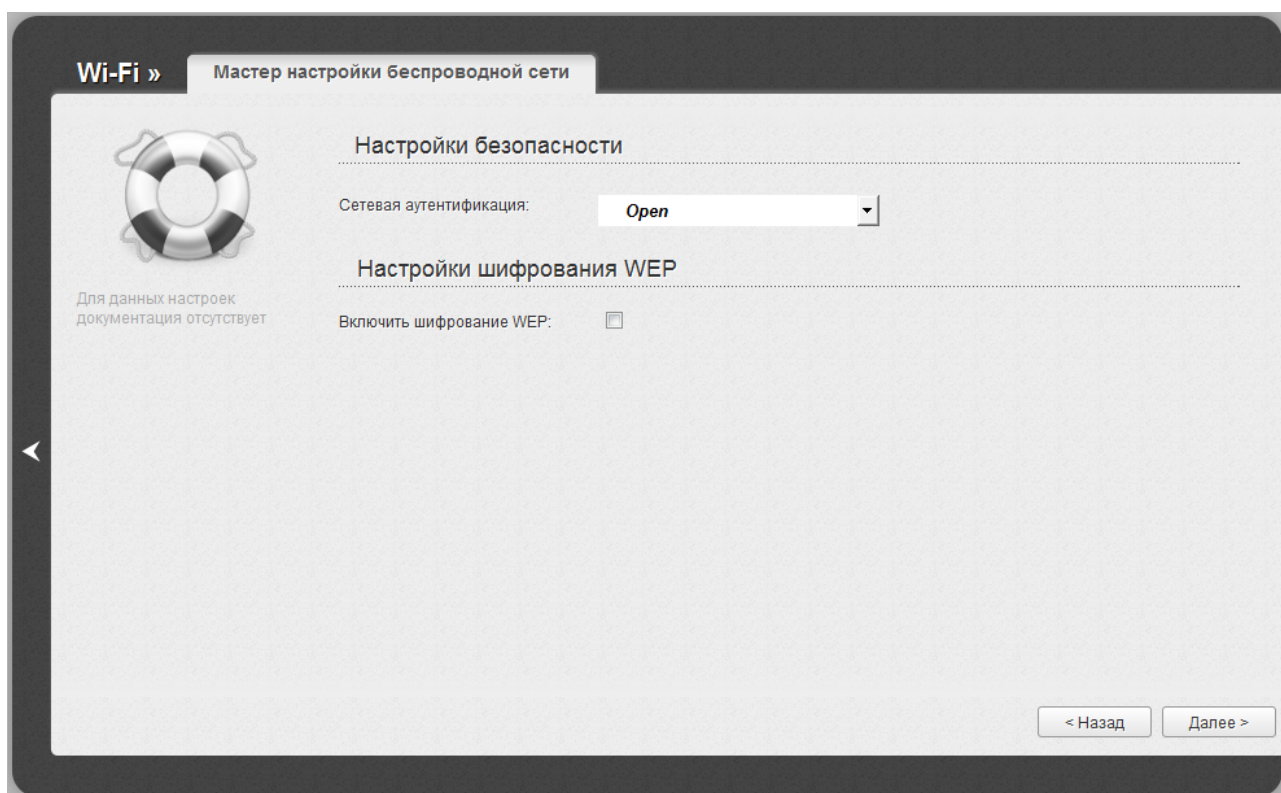 Wi-Fi » Мастер настройки беспроводной сети
Настройки безопасности
Сетевая аутентификация: Open
Настройки шифрования WEP
Для данных настроек
документация отсутствует
Включить шифрование WEP:
< Назад Далее >